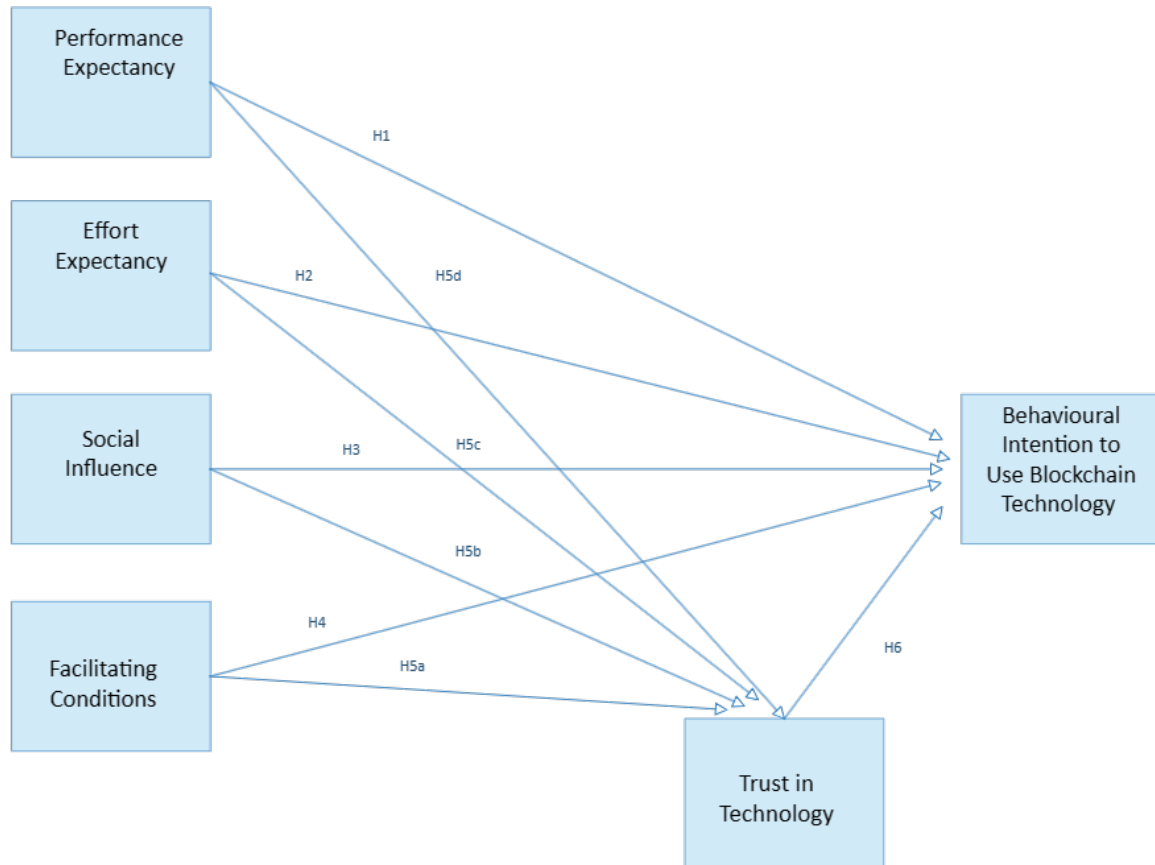 Performance
Expectancy
H1
Effort
Expectancy
H2
H5d
Social
Influence
H3
H5c
Behavioural
Intention to
Use Blockchain
Technology
H5b
Facilitating
Conditions
H4
H5a
H6
Trust in
Technology